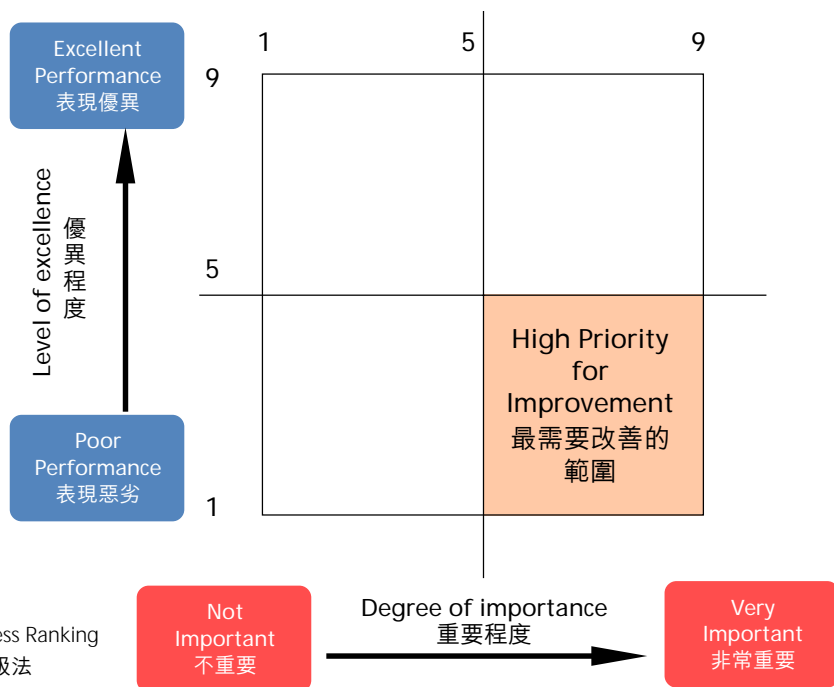 1
5
9
Excellent
Performance
表現優異
9
Level of excellence
優異程度
5
High Priority
for
Improvement
最需要改善的
範圍
Poor
Performance
表現惡劣
1
Not
Important
不重要
Degree of importance
重要程度
Very
Important
非常重要
Ranking